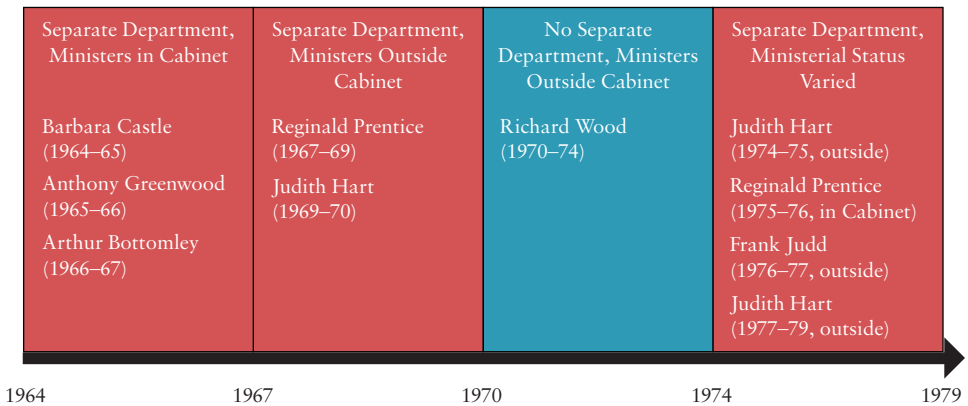 Separate Department,
Ministers in Cabinet
Barbara Castle
(1964–65)
Anthony Greenwood
(1965–66)
Arthur Bottomley
(1966–67)
Separate Department,
Ministers Outside
Cabinet
Reginald Prentice
(1967–69)
Judith Hart
(1969–70)
No Separate
Department, Ministers
Outside Cabinet
Richard Wood
(1970–74)
Separate Department,
Ministerial Status
Varied
Judith Hart
(1974–75, outside)
Reginald Prentice
(1975–76, in Cabinet)
Frank Judd
(1976–77, outside)
Judith Hart
(1977–79, outside)
1964
1967
1970
1974
1979